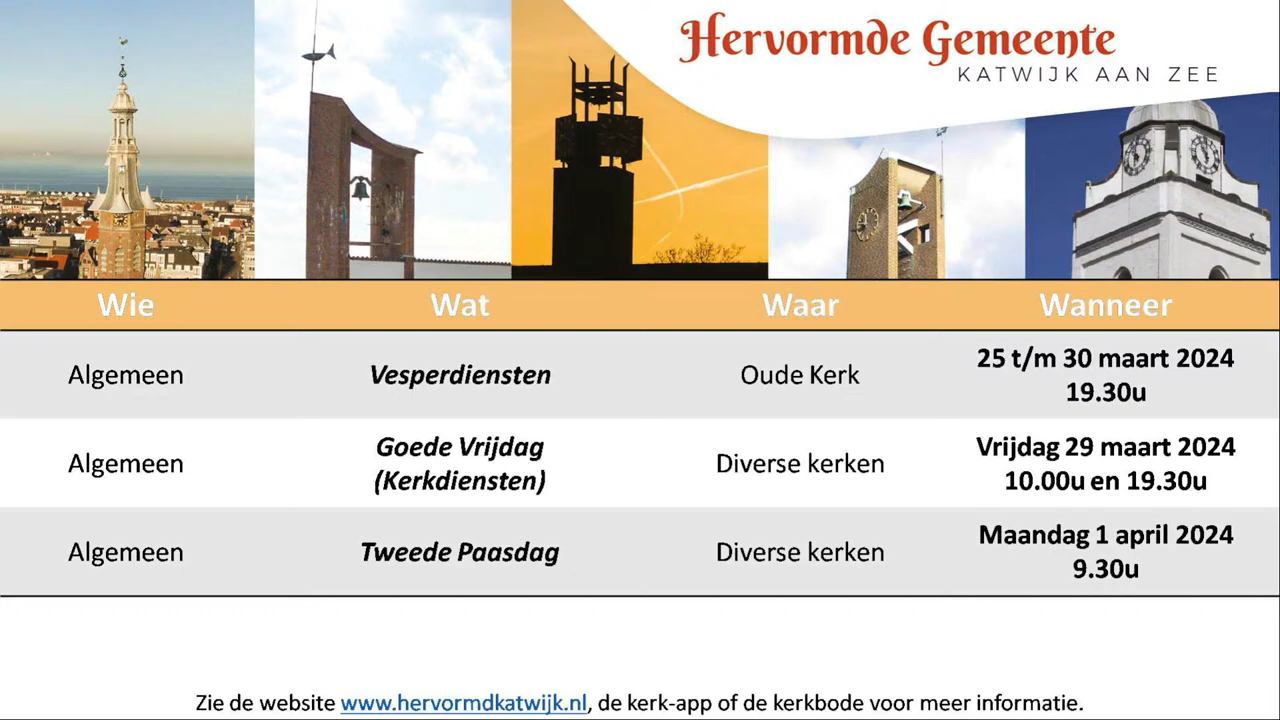 Hervormde Gemeente
KATWIJK AAN ZEE
Wie Wat Waar Wanneer
Algemeen Vesperdiensten Oude Kerk 25 t/m 30 maart 2024
19.30u
Algemeen Goede Vrijdag
(Kerkdiensten) Diverse kerken Vrijdag 29 maart 2024
10.00u en 19.30u
Algemeen Tweede Paasdag Diverse kerken Maandag 1 april 2024
9.30u
Zie de website www.hervormdkatwijk.nl, de kerk-app of de kerkbode voor meer informatie.